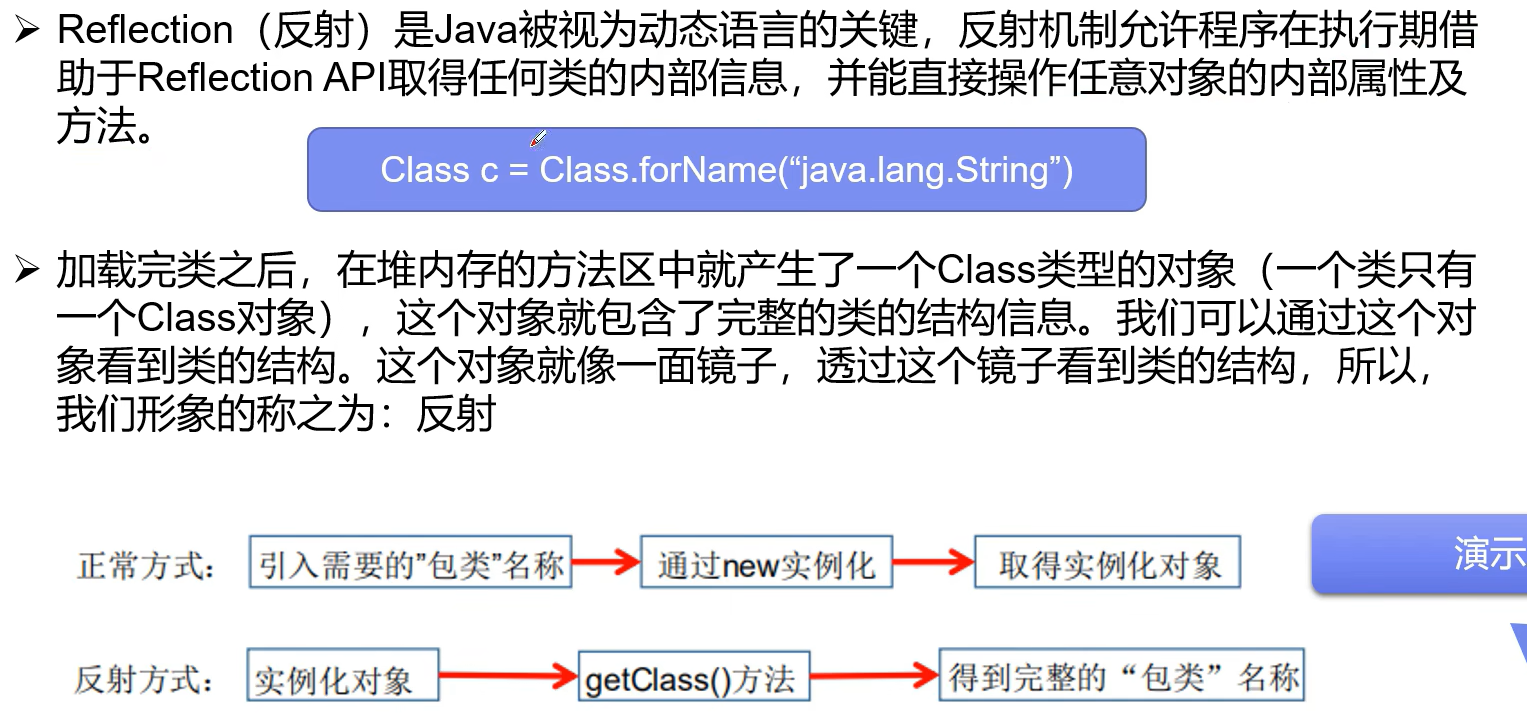 Reflection（反射）是Java被视为动态语言的关键，反射机制允许程序在执行期借
助于Reflection API取得任何类的内部信息，并能直接操作任意对象的内部属性及
方法。
Class c = Class.forName(“java.lang.String”)
加载完类之后，在堆内存的方法区中就产生了一个Class类型的对象（一个类只有
一个Class对象），这个对象就包含了完整的类的结构信息。我们可以通过这个对
象看到类的结构。这个对象就像一面镜子，透过这个镜子看到类的结构，所以，
我们形象的称之为：反射
正常方式： 引入需要的”包类”名称 通过new实例化 取得实例化对象
演示
反射方式： 实例化对象 getClass()方法 得到完整的“包类”名称